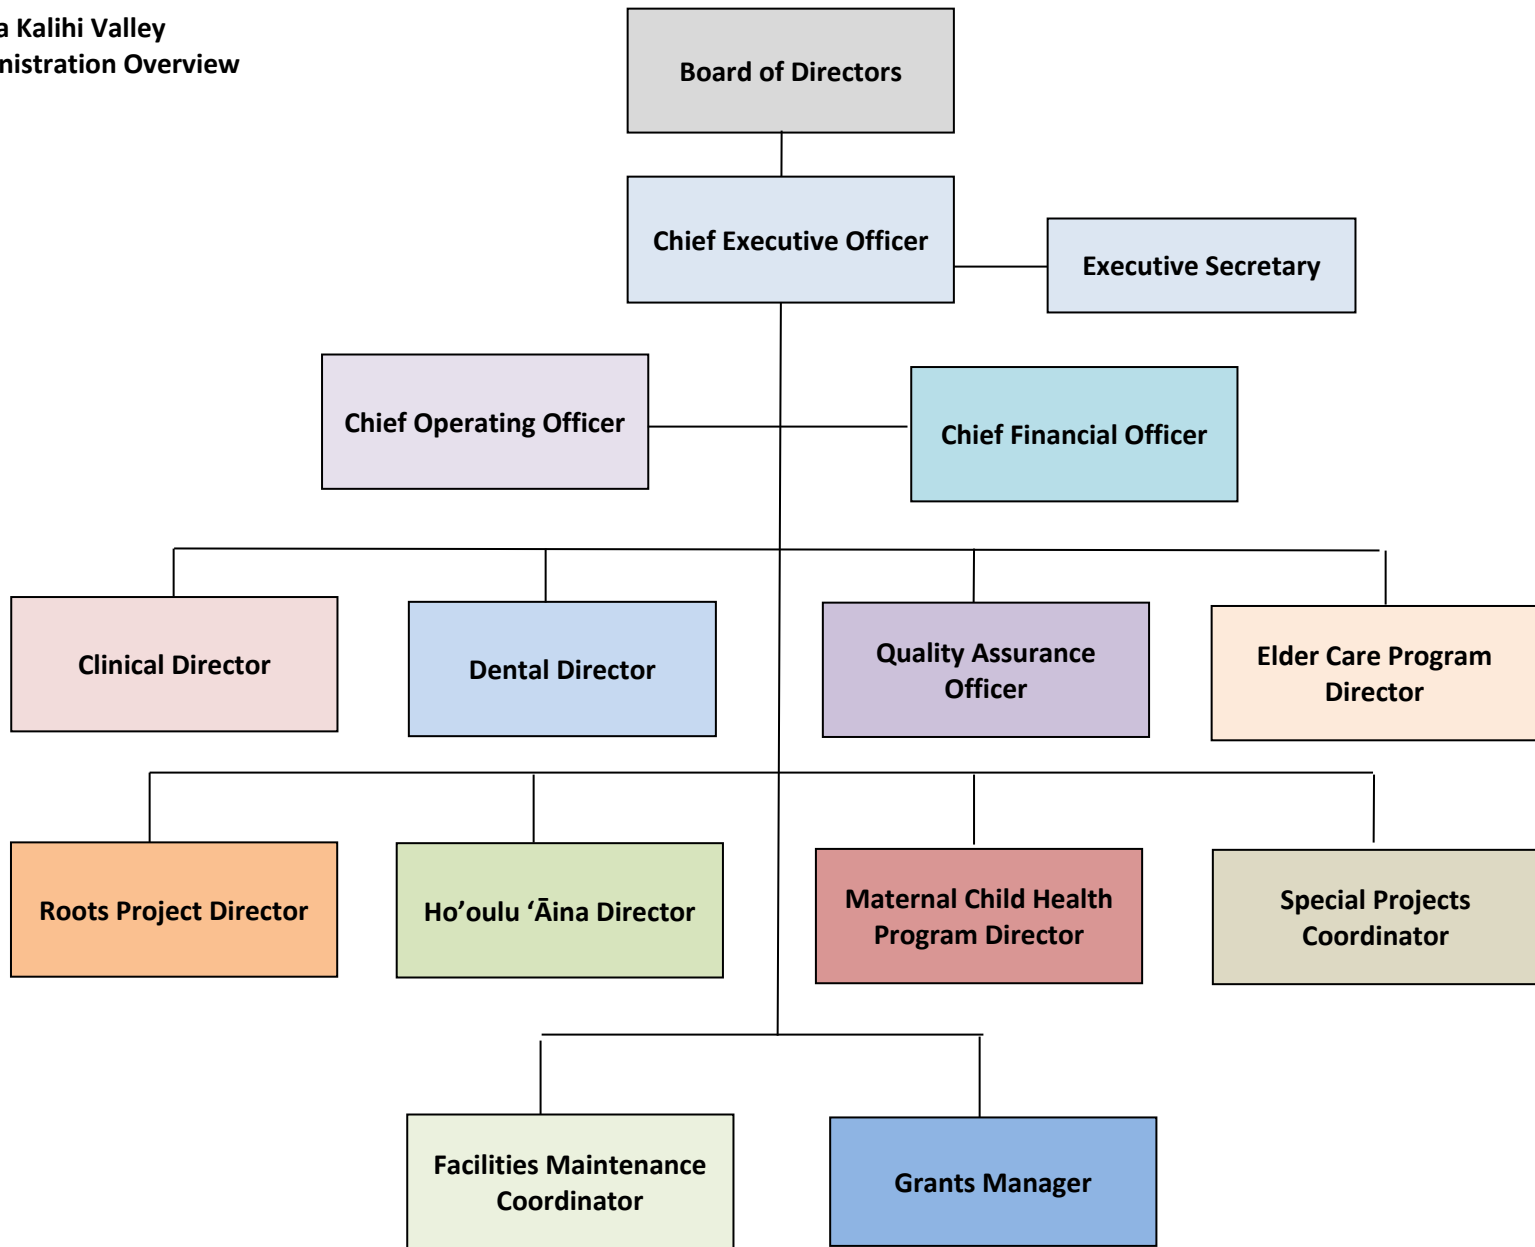 a Kalihi Valley
nistration Overview
Board of Directors
Chief Executive Officer
Executive Secretary
Chief Operating Officer
Chief Financial Officer
Clinical Director
Dental Director
Quality Assurance
Officer
Elder Care Program
Director
Roots Project Director
Ho’oulu ‘Āina Director
Maternal Child Health
Program Director
Special Projects
Coordinator
Facilities Maintenance
Coordinator
Grants Manager